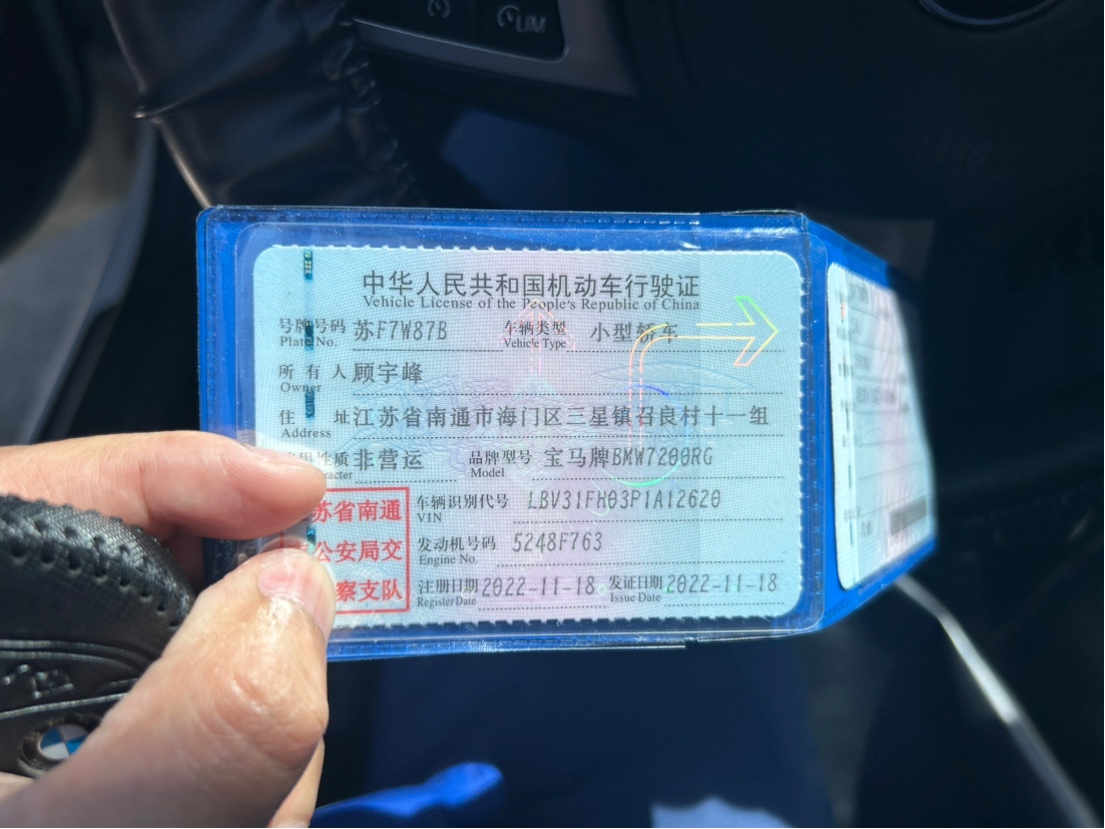 LIM
中华人民共和国机动车行驶证
Vehicle License of the People's Republic of China
号牌号码 苏F7W87B 车辆类型 小型轿车
Plate No. Vehicle Type
所有人 顾宇峰
Owner
住址 江苏省南通市海门区三星镇召良村十一组
Address
性质 非营运 品牌型号 宝马牌BMW7200RG
racter Model
苏省南通 车辆识别代号 LBV31FH03P1A12620
VIN
公安局交 发动机号码 5248F763
Engine No.
察支队 注册日期 2022-11-18 发证日期 2022-11-18
Register Date Issue Date